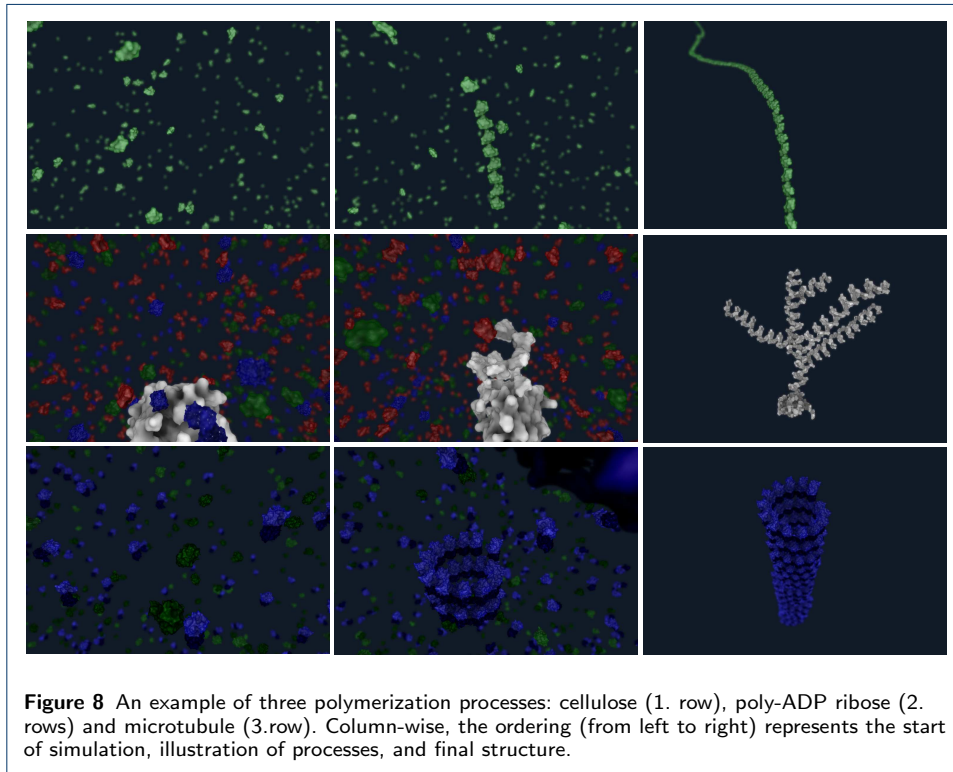 Figure 8 An example of three polymerization processes: cellulose (1. row), poly-ADP ribose (2.
rows) and microtubule (3.row). Column-wise, the ordering (from left to right) represents the start
of simulation, illustration of processes, and final structure.